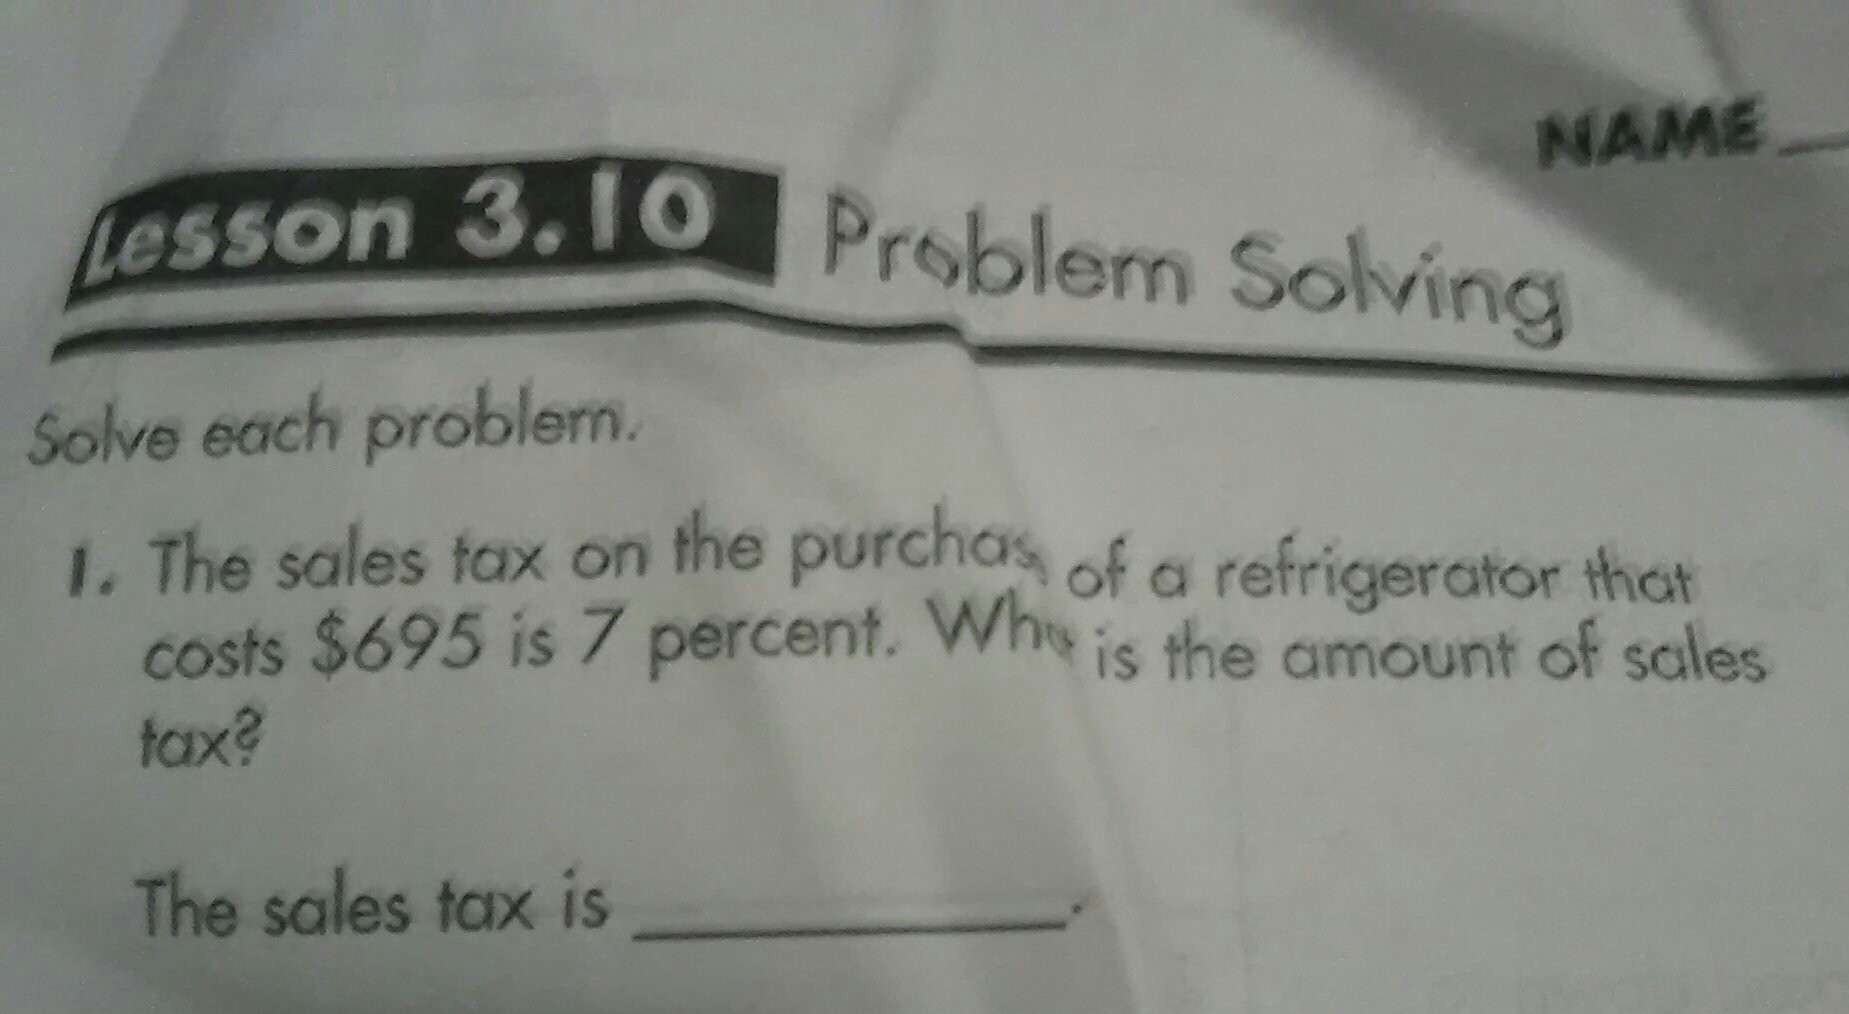 NAME
Lesson 3.10 Problem Solving
Solve each problem.
1. The sales tax on the purchas of a refrigerator that
costs $695 is 7 percent. is the amount of sales
tax?
The sales tax is .